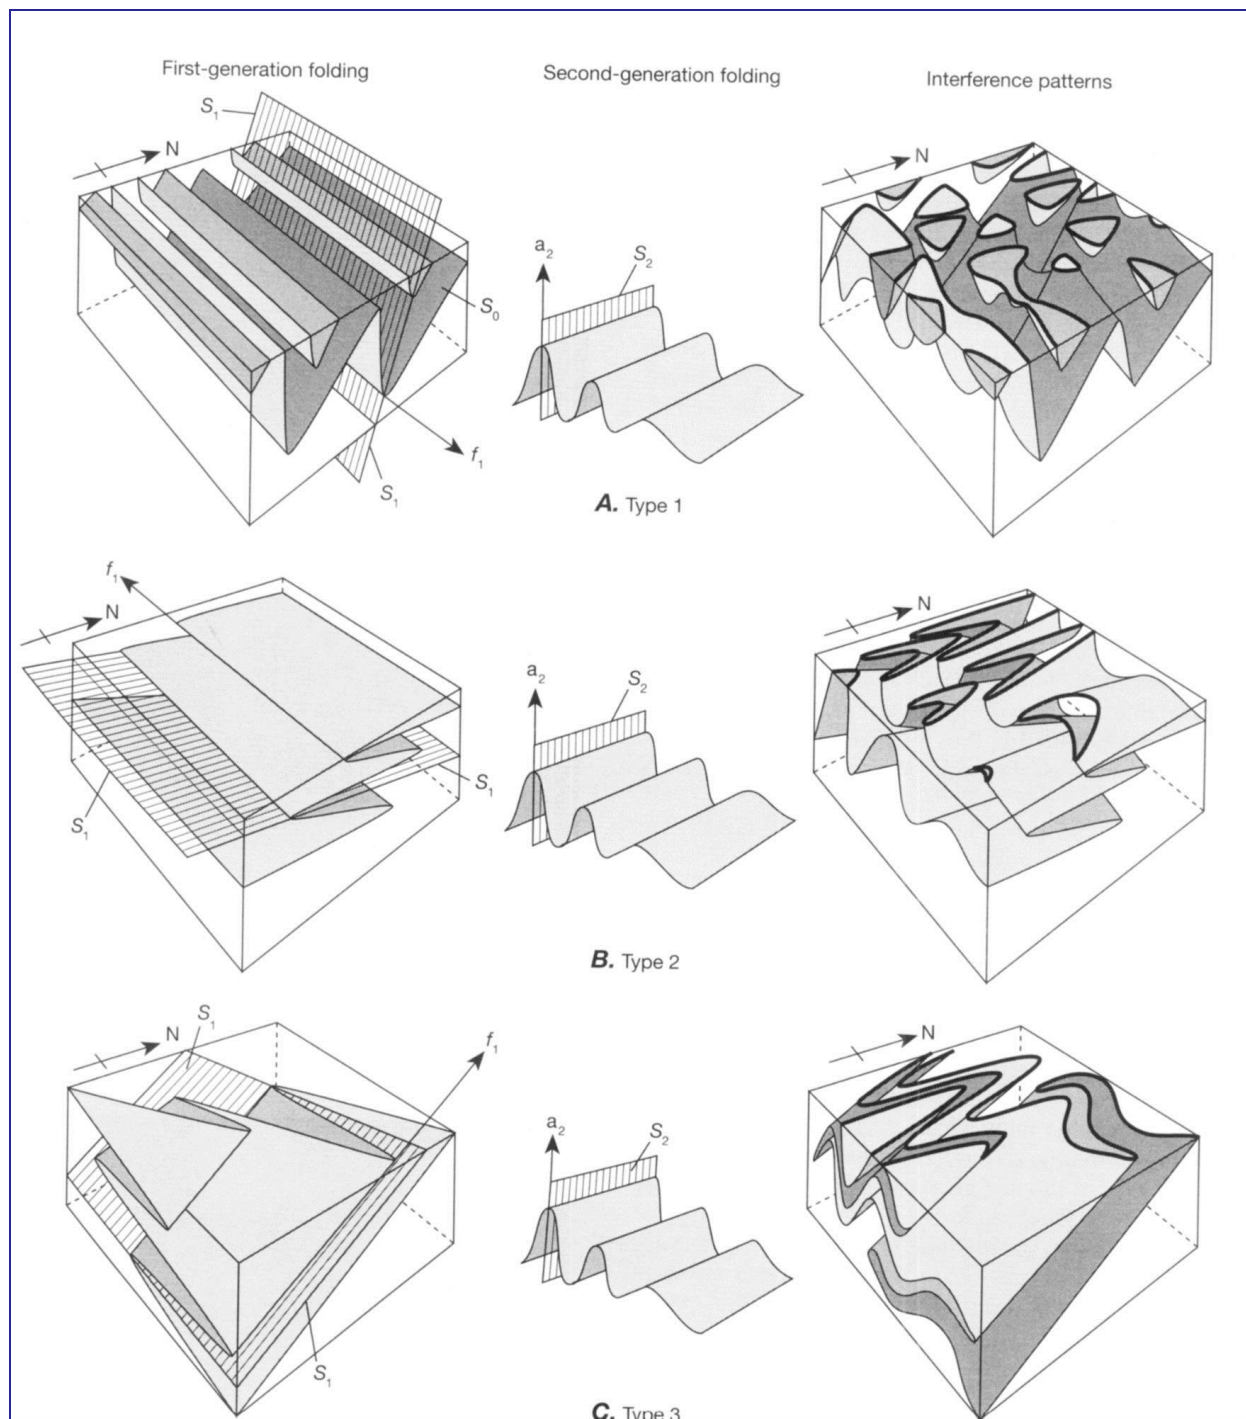 First-generation folding
Second-generation folding
Interference patterns
S1
N
S0
f1
S1
a2
S2
N
A. Type 1
f1
N
S1
S1
a2
S2
N
B. Type 2
S1
N
f1
S1
a2
S2
N
C. Type 3